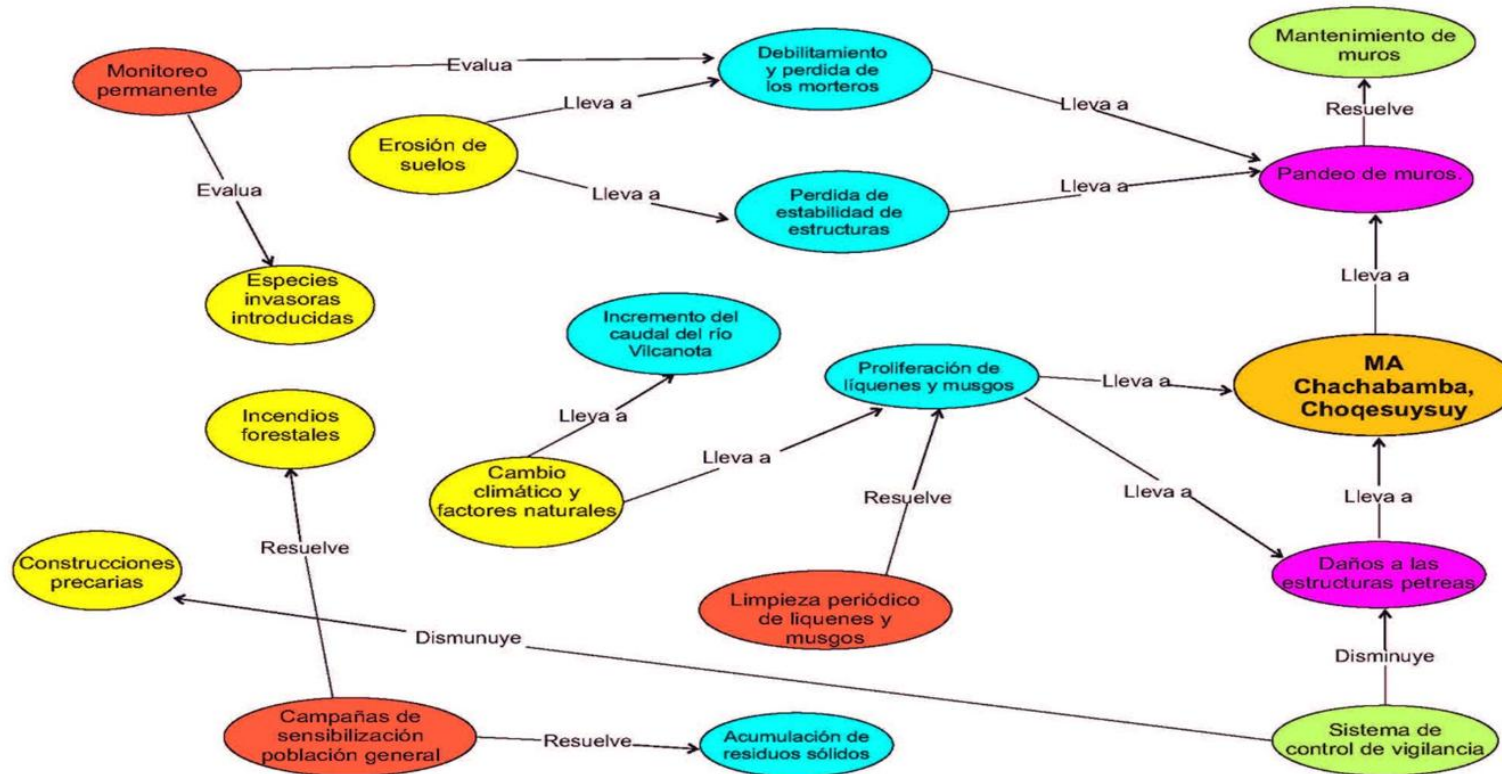 Monitoreo
permanente
Evalua
Debilitamiento
y perdida de
los morteros
Mantenimiento de
muros
Lleva a
Lleva a
Resuelve
Erosión de
suelos
Pandeo de muros.
Evalua
Lleva a
Perdida de
estabilidad de
estructuras
Lleva a
Especies
invasoras
introducidas
Lleva a
Incremento del
caudal del río
Vilcanota
Proliferación de
líquenes y musgos
Lleva a
MA
Chachabamba,
Choqesuysuy
Incendios
forestales
Lleva a
Cambio
climático y
factores naturales
Lleva a
Resuelve
Lleva a
Lleva a
Resuelve
Construcciones
precarias
Daños a las
estructuras petreas
Limpieza periódico
de liquenes y
musgos
Dismunuye
Disminuye
Campañas de
sensibilización
población general
Resuelve
Acumulación de
residuos sólidos
Sistema de
control de vigilancia